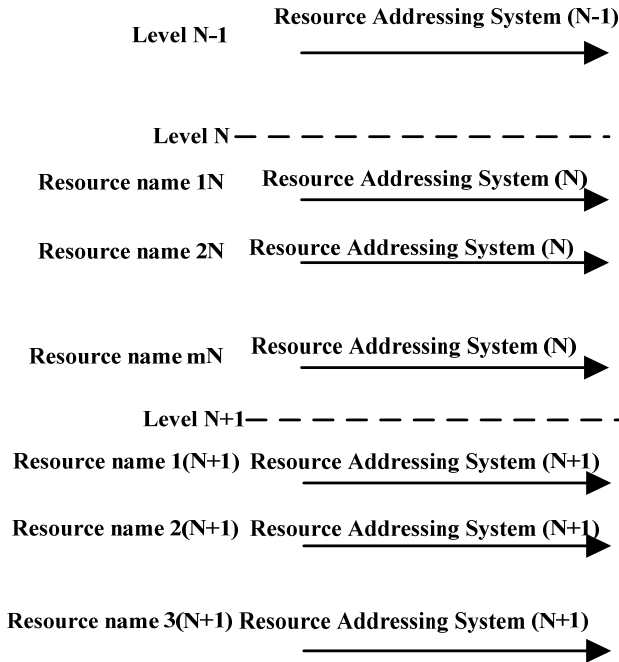 Level N-1 Resource Addressing System (N-1)
Level N
Resource name 1N Resource Addressing System (N)
Resource name 2N Resource Addressing System (N)
Resource name mN Resource Addressing System (N)
Level N+1
Resource name 1(N+1) Resource Addressing System (N+1)
Resource name 2(N+1) Resource Addressing System (N+1)
Resource name 3(N+1) Resource Addressing System (N+1)